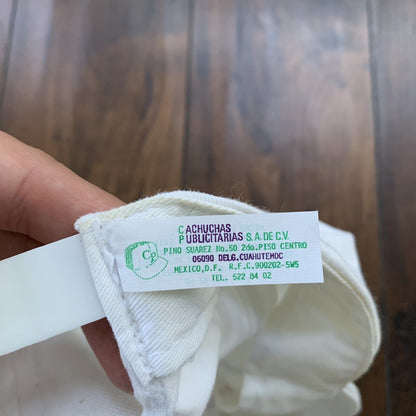 CACHUCHAS
PUBLICITARIAS S.A. DE C.V.
PINO SUAREZ No.50 2do.PISO CENTRO
06090 DELG.CUAHUTEMOC
MEXICO,D.F. R.F.C.900202-5W5
TEL. 522 84 02
CP